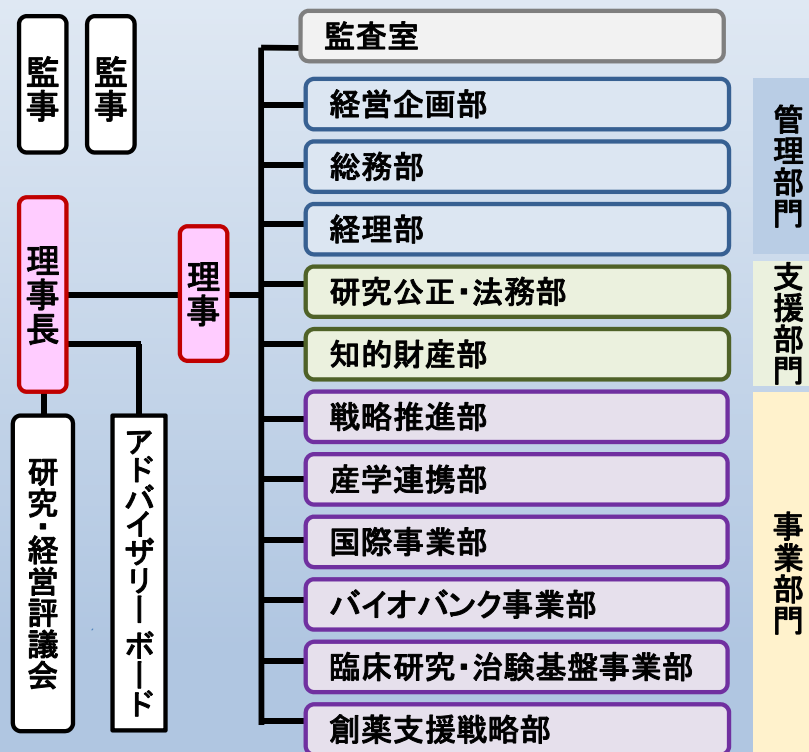 監事
監事
理事長
理事
研究・経営評議会
アドバイザリーボード
監査室
経営企画部
総務部
経理部
研究公正・法務部
知的財産部
戦略推進部
産学連携部
国際事業部
バイオバンク事業部
臨床研究・治験基盤事業部
創薬支援戦略部
管理部門
支援部門
事業部門